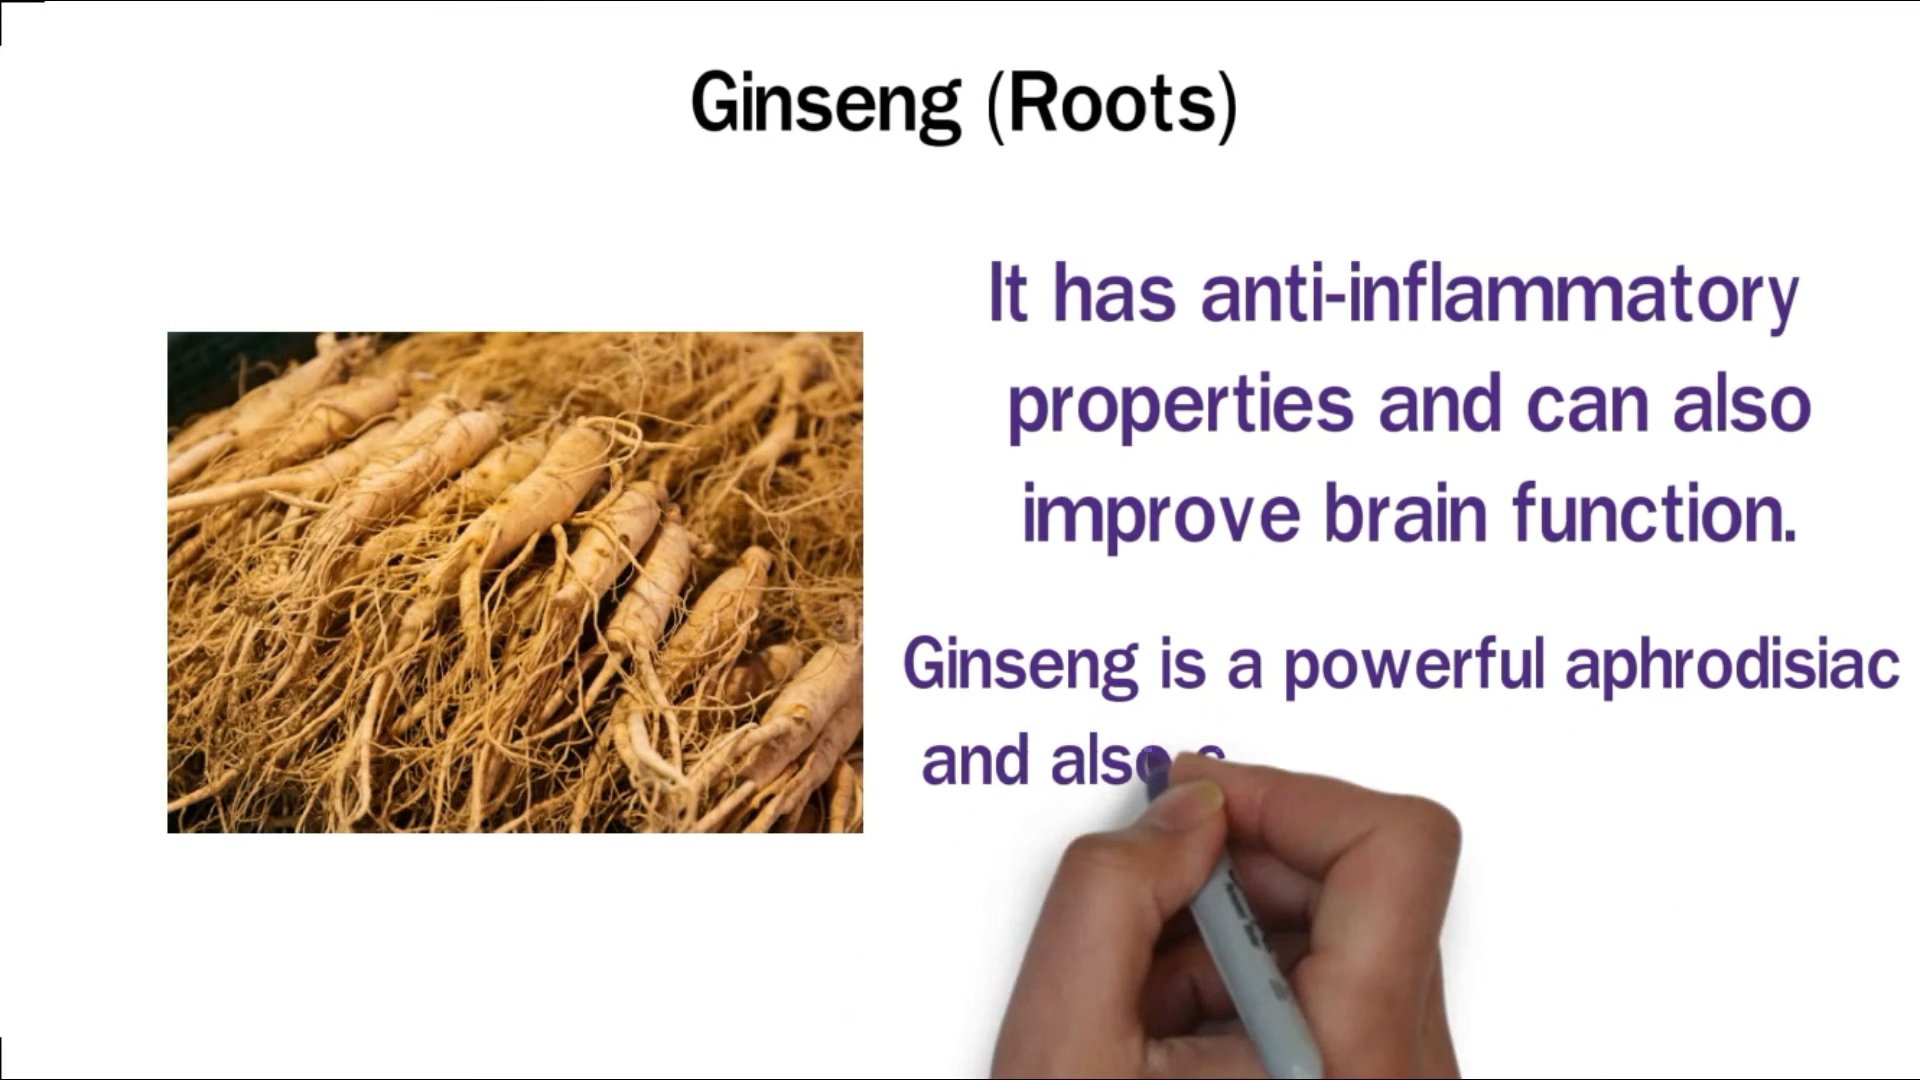 Ginseng (Roots)
It has anti-inflammatory
properties and can also
improve brain function.
Ginseng is a powerful aphrodisiac
and also